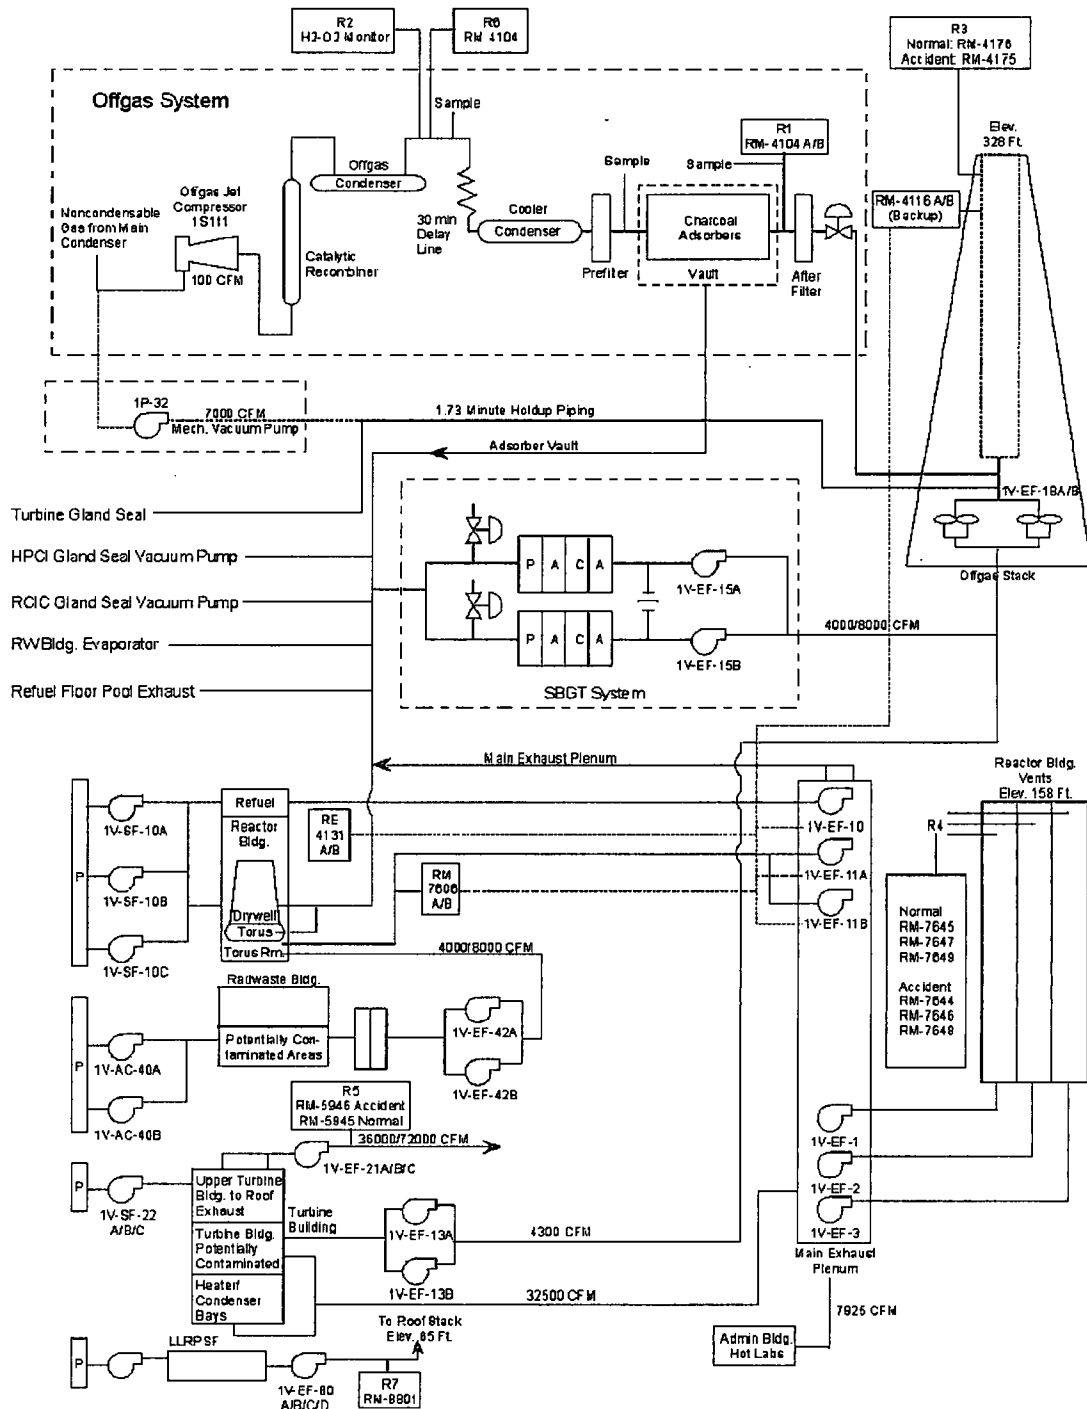 R2
H2-O2 Monitor
R6
RM 4104
R3
Normal: RM-4176
Accident: RM-4175
Offgas System
Sample
R1
RM-4104 A/B
Elev.
328 Ft.
Offgas
Condenser
Sample
Sample
RM-4116 A/B
(Backup)
Offgas Jet
Compressor
1S111
Noncondensable
Gas from Main
Condenser
30 min
Delay
Line
Cooler
Condenser
Charcoal
Adsorbers
Catalytic
Recombiner
100 CFM
Prefilter
Vault
After
Filter
1P-32
7000 CFM
Mech. Vacuum Pump
1.73 Minute Holdup Piping
Adsorber Vault
1V-EF-18A/B
Turbine Gland Seal
HPCI Gland Seal Vacuum Pump
P A C A
Offgas Stack
1V-EF-15A
RCIC Gland Seal Vacuum Pump
4000/8000 CFM
RW Bldg. Evaporator
P A C A
1V-EF-15B
Refuel Floor Pool Exhaust
SBGT System
Main Exhaust Plenum
Reactor Bldg.
Vents
Elev. 158 Ft.
Refuel
1V-SF-10A
Reactor
Bldg.
RE
4131
A/B
1V-EF-10
R4
P
1V-EF-11A
RM
7606
A/B
1V-SF-10B
Drywell
Torus
Torus Rm.
1V-EF-11B
4000/8000 CFM
1V-SF-10C
Normal
RM-7645
RM-7647
RM-7649
Accident
RM-7644
RM-7646
RM-7648
Radwaste Bldg.
Potentially Con-
taminated Areas
1V-EF-42A
P
1V-AC-40A
1V-EF-42B
1V-AC-40B
R5
RM-5946 Accident
RM-5945 Normal
36000/72000 CFM
1V-EF-21A/B/C
1V-EF-1
P
1V-SF-22
A/B/C
Upper Turbine
Bldg. to Roof
Exhaust
1V-EF-2
Turbine
Building
Turbine Bldg.
Potentially
Contaminated
1V-EF-13A
4300 CFM
1V-EF-3
Main Exhaust
Plenum
Heater/
Condenser
Bays
1V-EF-13B
32500 CFM
7925 CFM
To Roof Stack
Elev. 65 Ft.
LLRPSF
P
Admin Bldg.
Hot Labs
1V-EF-80
A/B/C/D
R7
RM-8801